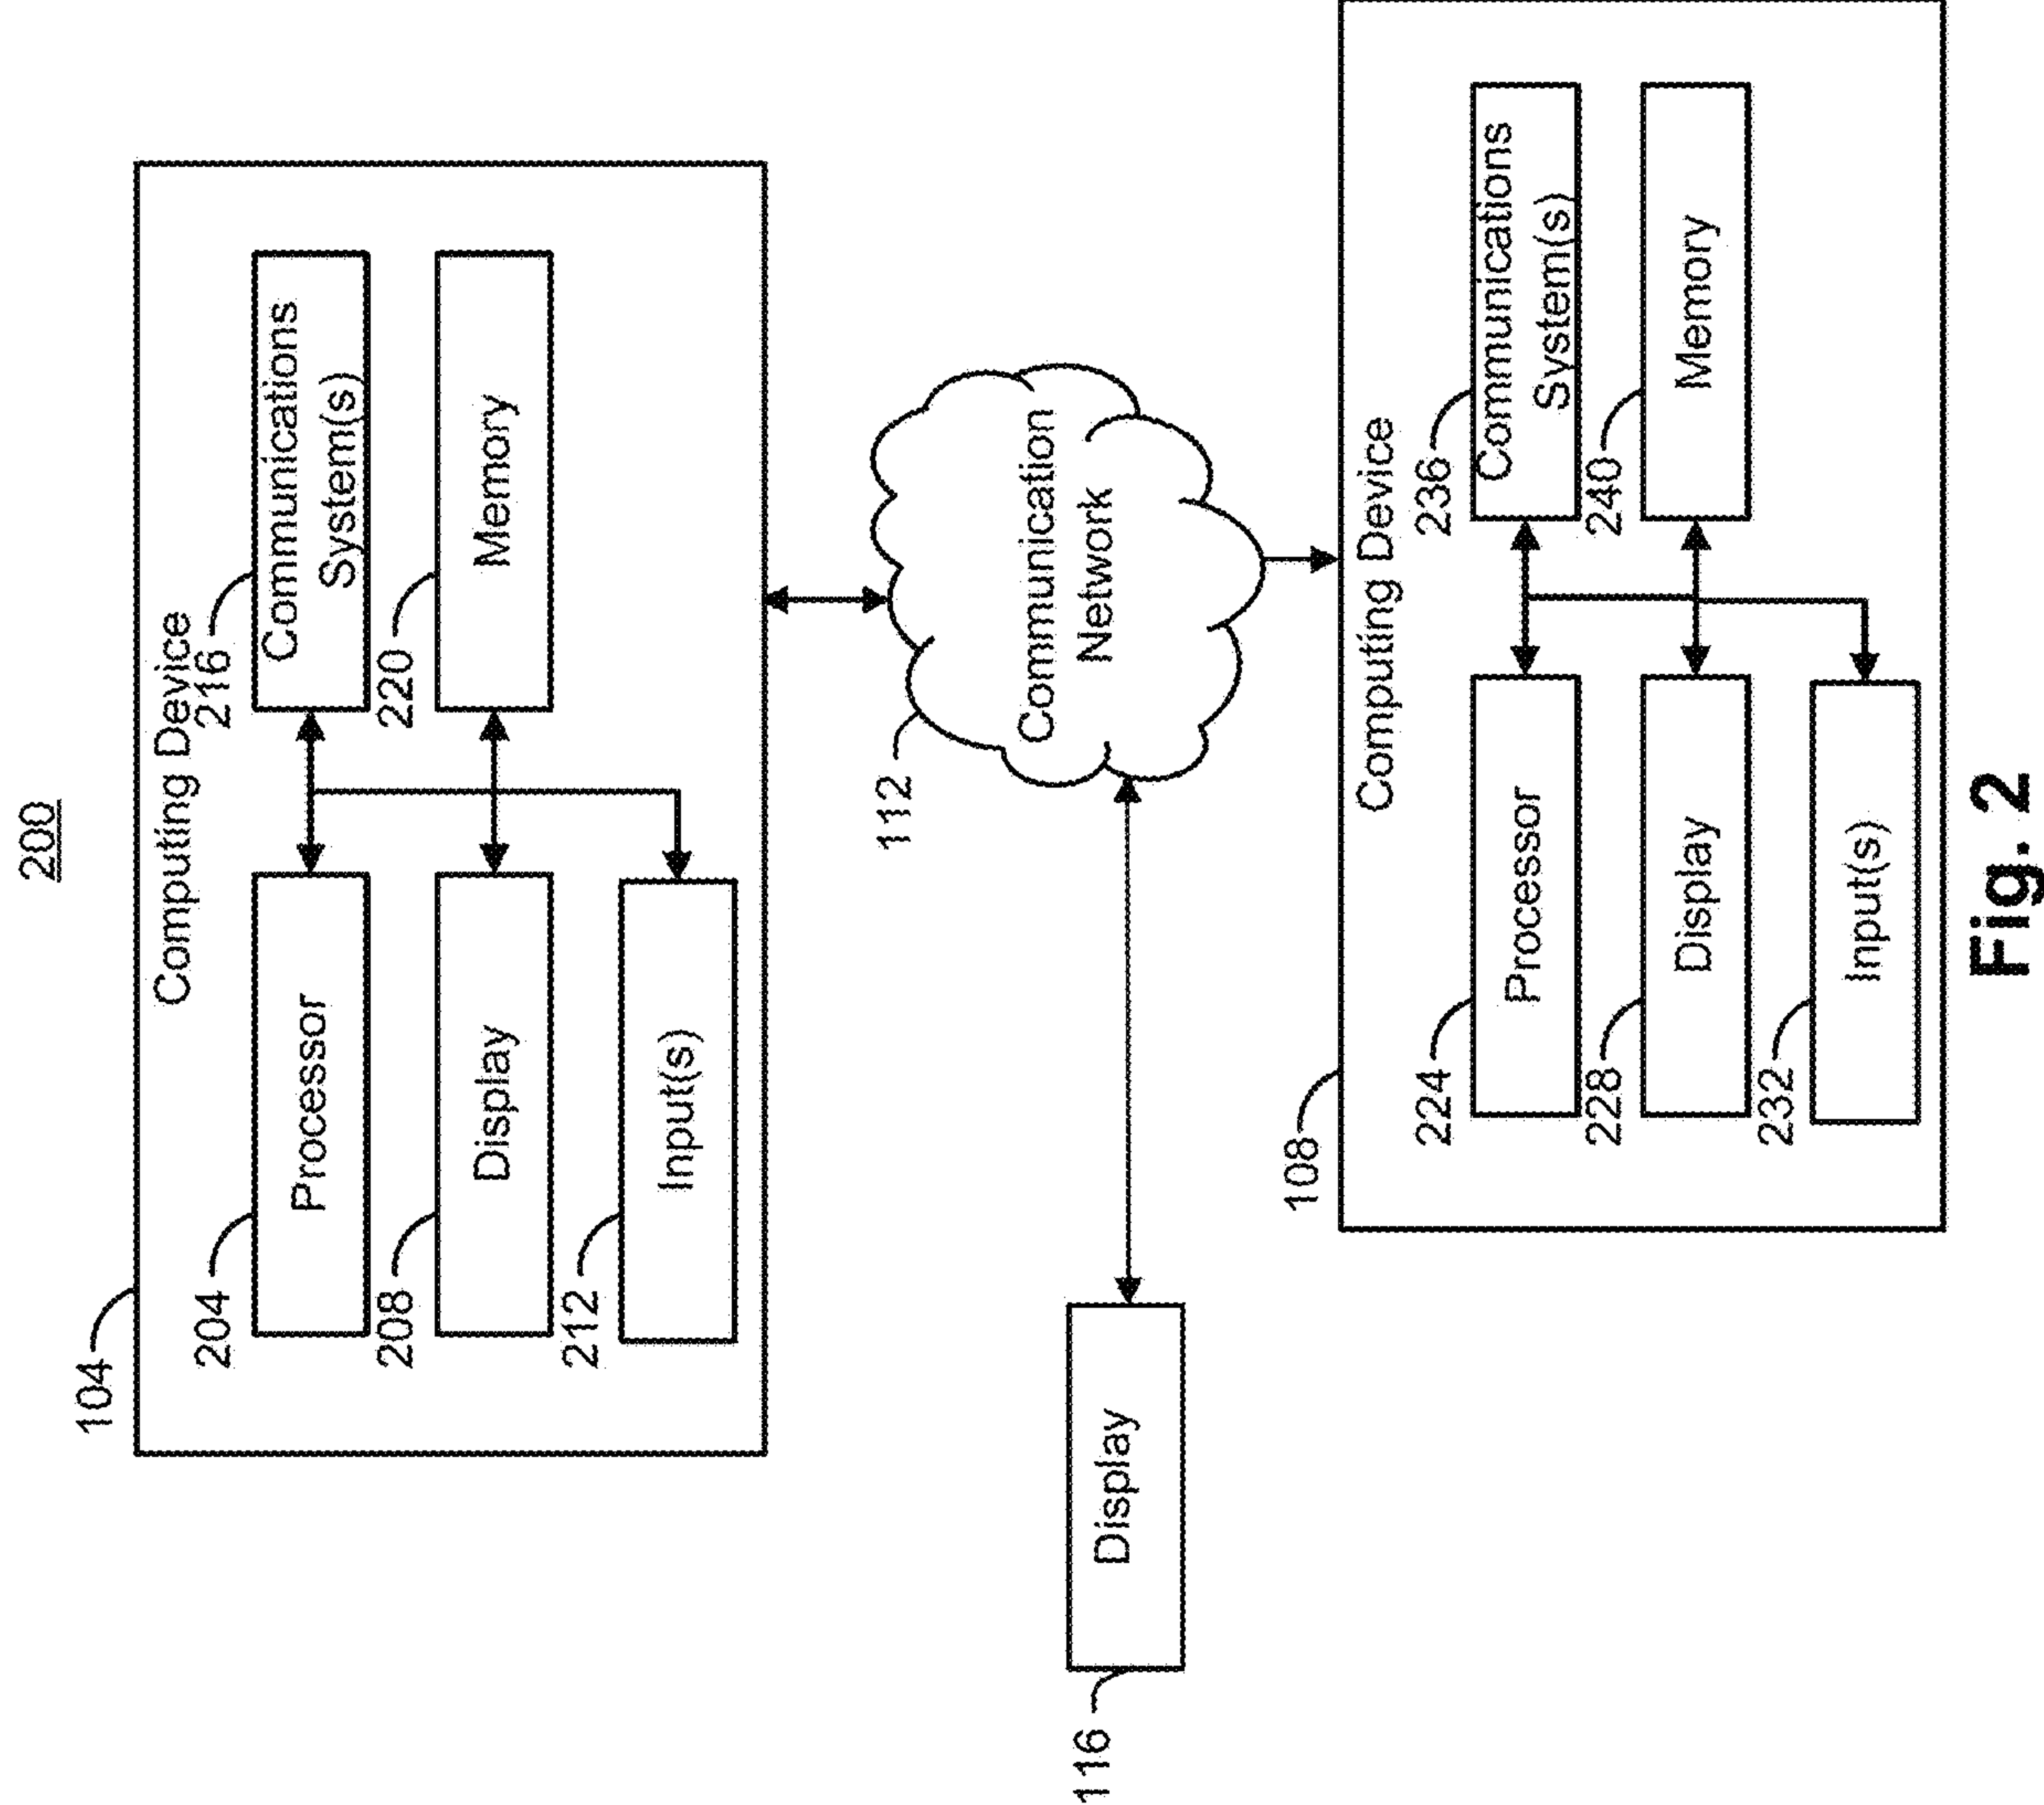 200
104
Computing Device
204
Processor
216
Communications
System(s)
208
Display
220
Memory
212
Input(s)
112
Communication
Network
116
Display
108
Computing Device
224
Processor
236
Communications
System(s)
228
Display
240
Memory
232
Input(s)
Fig. 2